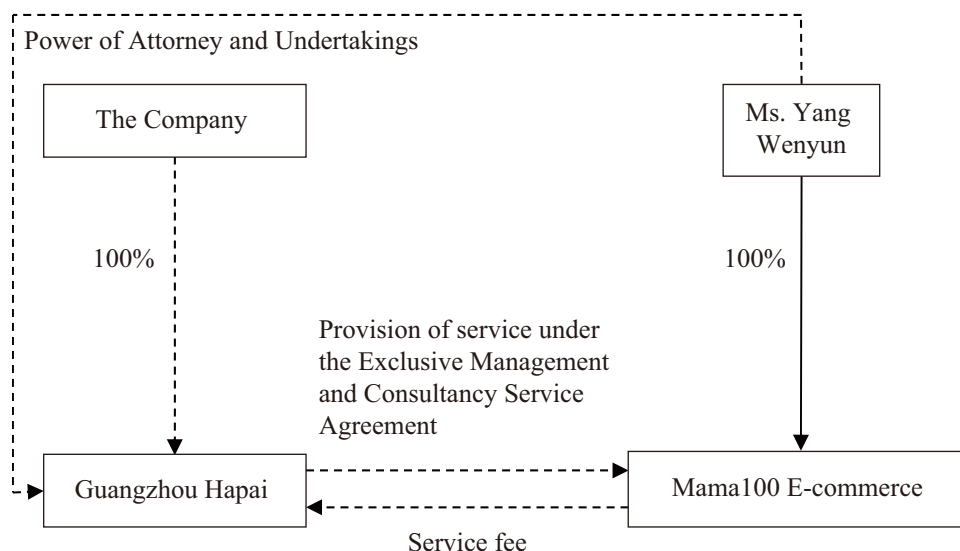 Power of Attorney and Undertakings
The Company
Ms. Yang
Wenyun
100%
100%
Provision of service under
the Exclusive Management
and Consultancy Service
Agreement
Guangzhou Hapai
Mama100 E-commerce
Service fee